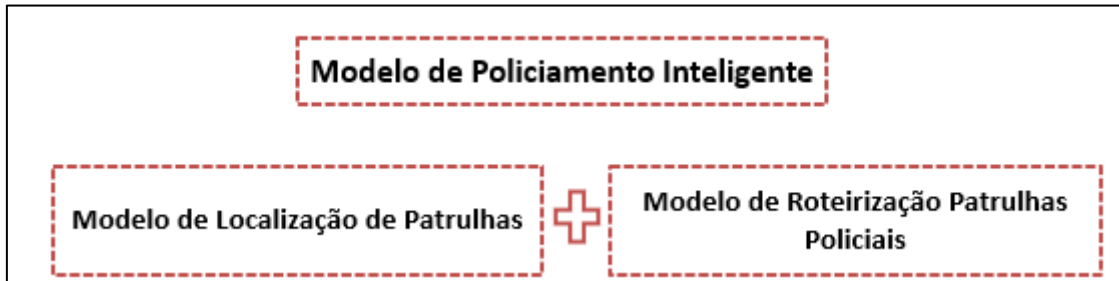 Modelo de Policiamento Inteligente
Modelo de Localização de Patrulhas
Modelo de Roteirização Patrulhas
Policiais